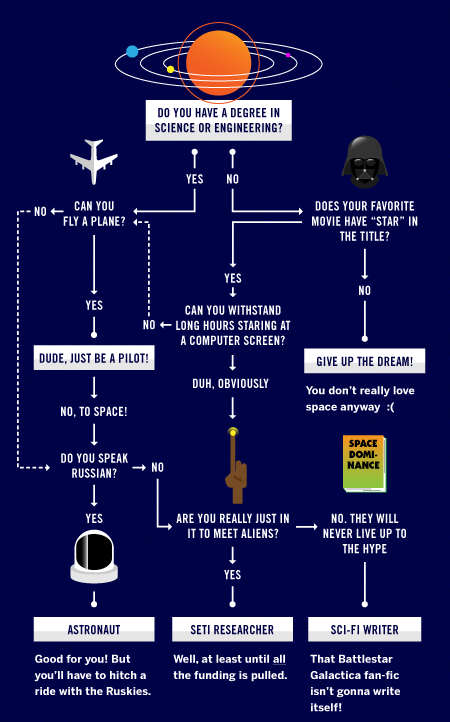 DO YOU HAVE A DEGREE IN
SCIENCE OR ENGINEERING?
YES
NO
NO
CAN YOU
FLY A PLANE?
DOES YOUR FAVORITE
MOVIE HAVE “STAR” IN
THE TITLE?
YES
NO
YES
NO
CAN YOU WITHSTAND
LONG HOURS STARING AT
A COMPUTER SCREEN?
DUDE, JUST BE A PILOT!
GIVE UP THE DREAM!
You don’t really love
space anyway :(
DUH, OBVIOUSLY
NO, TO SPACE!
DO YOU SPEAK
RUSSIAN?
NO
SPACE
DOMI-
NANCE
YES
ARE YOU REALLY JUST IN
IT TO MEET ALIENS?
NO. THEY WILL
NEVER LIVE UP TO
THE HYPE
YES
ASTRONAUT
Good for you! But
you’ll have to hitch a
ride with the Ruskies.
SETI RESEARCHER
Well, at least until all
the funding is pulled.
SCI-FI WRITER
That Battlestar
Galactica fan-fic
isn’t gonna write
itself!